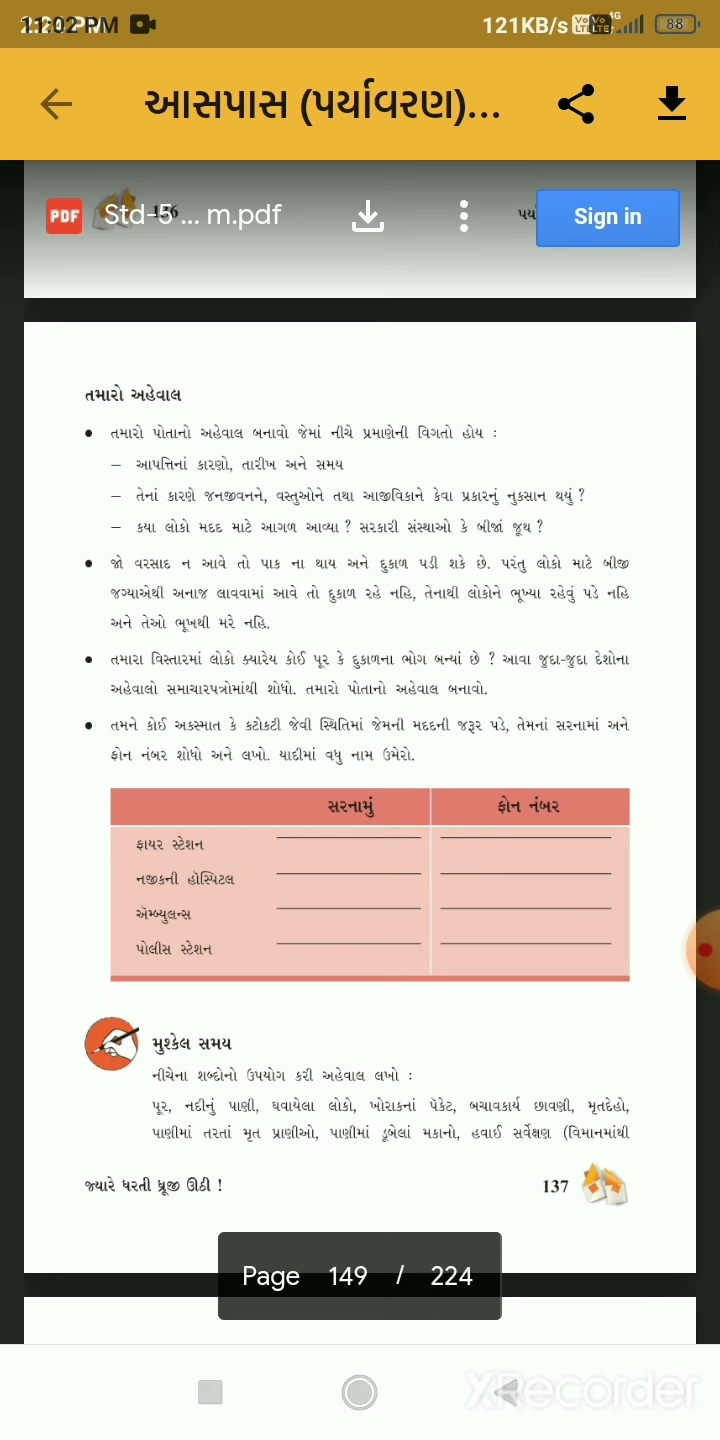 121KB/s
4G
88
આસપાસ (પર્યાવરણ)...
PDF
136
Std-5 ... m.pdf
Sign in
તમારો અહેવાલ
• તમારો પોતાનો અહેવાલ બનાવો જેમાં નીચે પ્રમાણેની વિગતો હોય :
– આપત્તિનાં કારણો, તારીખ અને સમય
– તેનાં કારણે જનજીવનને, વસ્તુઓને તથા આજીવિકાને કેવા પ્રકારનું નુકસાન થયું ?
– કયા લોકો મદદ માટે આગળ આવ્યા ? સરકારી સંસ્થાઓ કે બીજાં જૂથ ?
• જો વરસાદ ન આવે તો પાક ના થાય અને દુકાળ પડી શકે છે. પરંતુ લોકો માટે બીજી
જગ્યાએથી અનાજ લાવવામાં આવે તો દુકાળ રહે નહિ, તેનાથી લોકોને ભૂખ્યા રહેવું પડે નહિ
અને તેઓ ભૂખથી મરે નહિ.
• તમારા વિસ્તારમાં લોકો ક્યારેય કોઈ પૂર કે દુકાળના ભોગ બન્યાં છે ? આવા જુદા-જુદા દેશોના
અહેવાલો સમાચારપત્રોમાંથી શોધો. તમારો પોતાનો અહેવાલ બનાવો.
• તમને કોઈ અકસ્માત કે કટોકટી જેવી સ્થિતિમાં જેમની મદદની જરૂર પડે, તેમનાં સરનામાં અને
ફોન નંબર શોધો અને લખો. યાદીમાં વધુ નામ ઉમેરો.
સરનામું ફોન નંબર
ફાયર સ્ટેશન
નજીકની હૉસ્પિટલ
ઍમ્બ્યુલન્સ
પોલીસ સ્ટેશન
મુશ્કેલ સમય
નીચેના શબ્દોનો ઉપયોગ કરી અહેવાલ લખો :
પૂર, નદીનું પાણી, ઘવાયેલા લોકો, ખોરાકનાં પૅકેટ, બચાવકાર્ય છાવણી, મૃતદેહો,
પાણીમાં તરતાં મૃત પ્રાણીઓ, પાણીમાં ડૂબેલાં મકાનો, હવાઈ સર્વેક્ષણ (વિમાનમાંથી
જ્યારે ધરતી ધ્રૂજી ઊઠી ! 137
Page 149 / 224
XRecorder